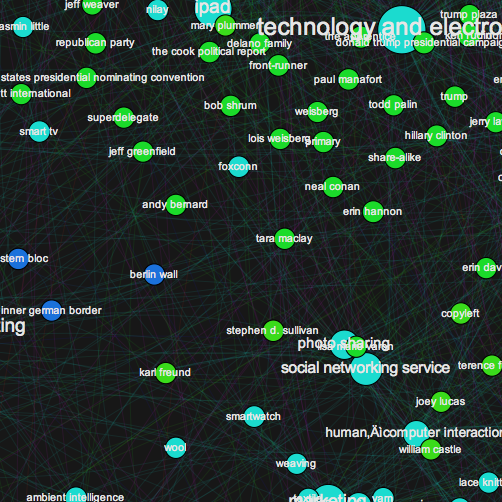 jeff weaver
nilay
ipad
trump plaza
asmin little
mary plummer
technology and electro
republican party
delano family
the
donald trump presidential campaig
the cook political report
front-runner
states presidential nominating convention
paul manafort
tt international
trump
bob shrum
todd palin
weisberg
superdelegate
jerry la
smart tv
hillary clinton
lois weisberg
primary
jeff greenfield
share-alike
foxconn
neal conan
andy bernard
erin hannon
tara maclay
stern bloc
erin dav
berlin wall
inner german border
copyleft
ing
stephen d. sullivan
photo sharing
social networking service
terence
karl freund
joey lucas
smartwatch
human‚Äìcomputer interaction
wool
william castle
weaving
lace knit
ambient intelligence
marketing
yarn